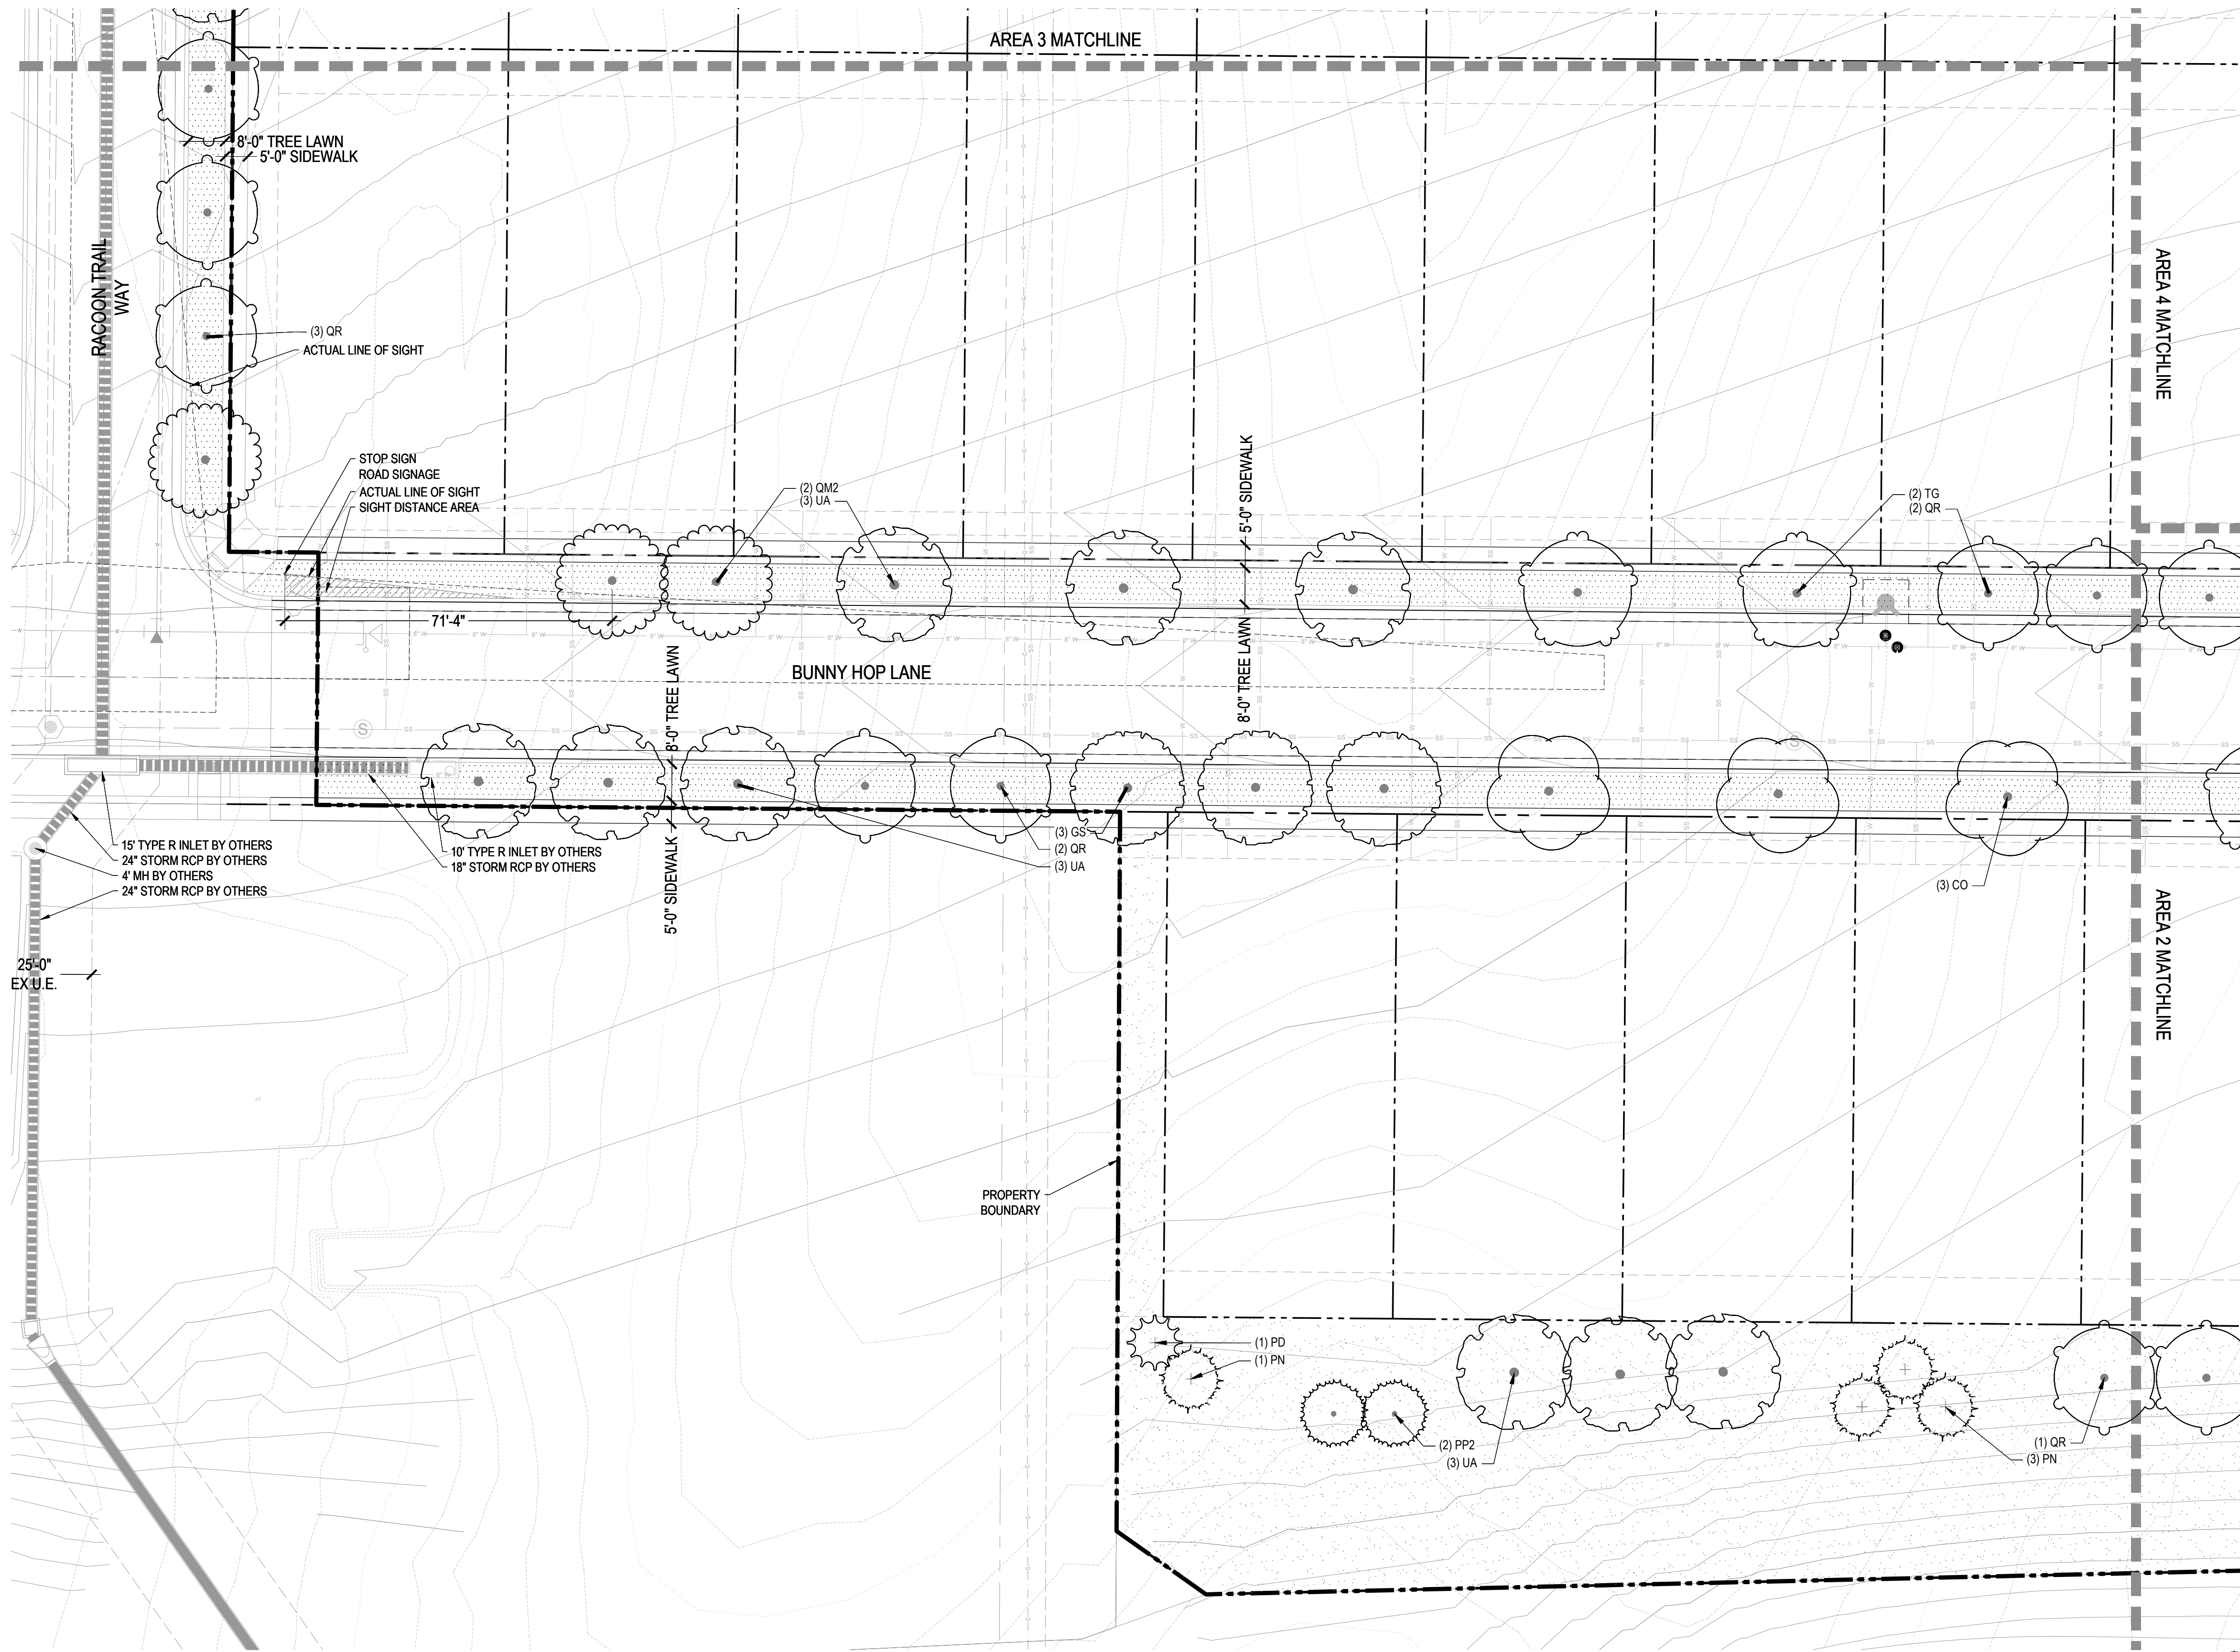 AREA 3 MATCHLINE
8'-0" TREE LAWN
5'-0" SIDEWALK
RACOON TRAIL
WAY
(3) QR
ACTUAL LINE OF SIGHT
AREA 4 MATCHLINE
STOP SIGN
ROAD SIGNAGE
ACTUAL LINE OF SIGHT
SIGHT DISTANCE AREA
(2) QM2
(3) UA
5'-0" SIDEWALK
8'-0" TREE LAWN
(2) TG
(2) QR
71'-4"
BUNNY HOP LANE
8'-0" TREE LAWN
5'-0" SIDEWALK
S
S
15' TYPE R INLET BY OTHERS
24" STORM RCP BY OTHERS
4' MH BY OTHERS
24" STORM RCP BY OTHERS
10' TYPE R INLET BY OTHERS
18" STORM RCP BY OTHERS
(3) GS
(2) QR
(3) UA
(3) CO
AREA 2 MATCHLINE
25'-0"
EX U.E.
PROPERTY
BOUNDARY
(1) PD
(1) PN
(2) PP2
(3) UA
(1) QR
(3) PN